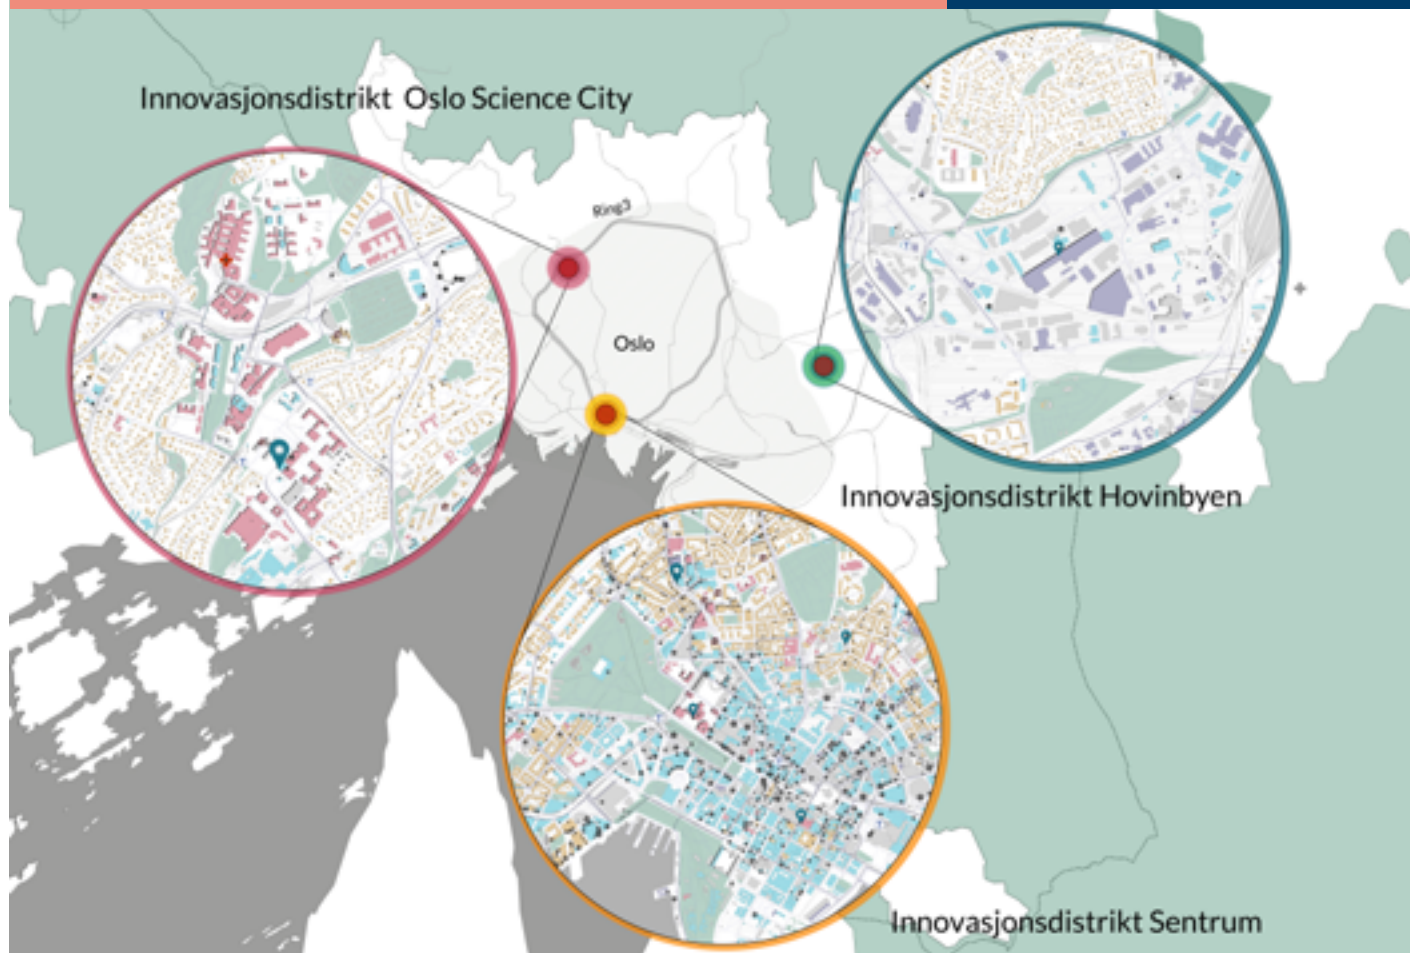 Innovasjonsdistrikt Oslo Science City
Ring3
Oslo
Innovasjonsdistrikt Hovinbyen
Innovasjonsdistrikt Sentrum